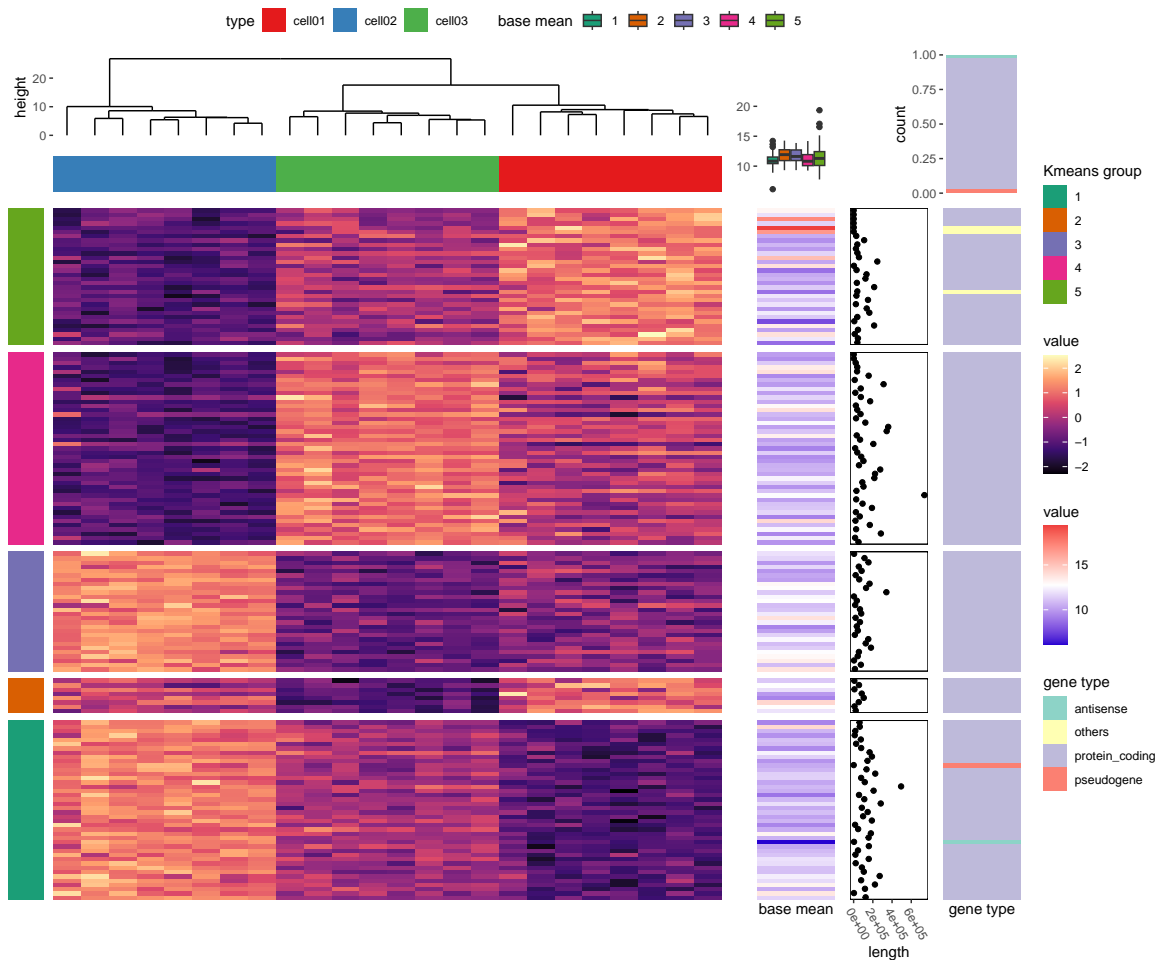 type cell01 cell02 cell03 base mean 1 2 3 4 5
height
20
10
0
20
15
10
count
1.00
0.75
0.50
0.25
0.00
Kmeans group
1
2
3
4
5
value
2
1
0
−1
−2
value
15
10
gene type
antisense
others
protein_coding
pseudogene
base mean
0e+00
2e+05
4e+05
6e+05
length
gene type